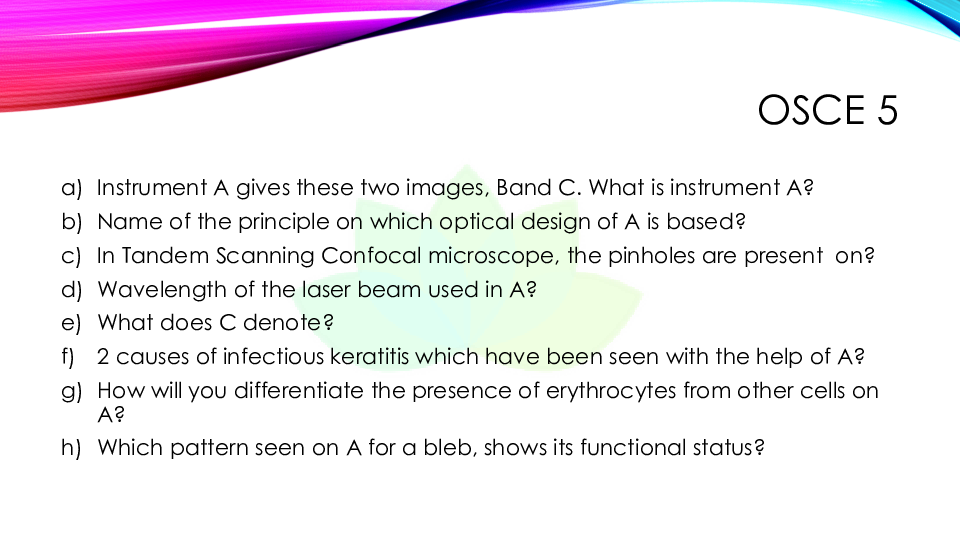 OSCE 5
a) Instrument A gives these two images, Band C. What is instrument A?
b) Name of the principle on which optical design of A is based?
c) In Tandem Scanning Confocal microscope, the pinholes are present on?
d) Wavelength of the laser beam used in A?
e) What does C denote?
f) 2 causes of infectious keratitis which have been seen with the help of A?
g) How will you differentiate the presence of erythrocytes from other cells on
A?
h) Which pattern seen on A for a bleb, shows its functional status?